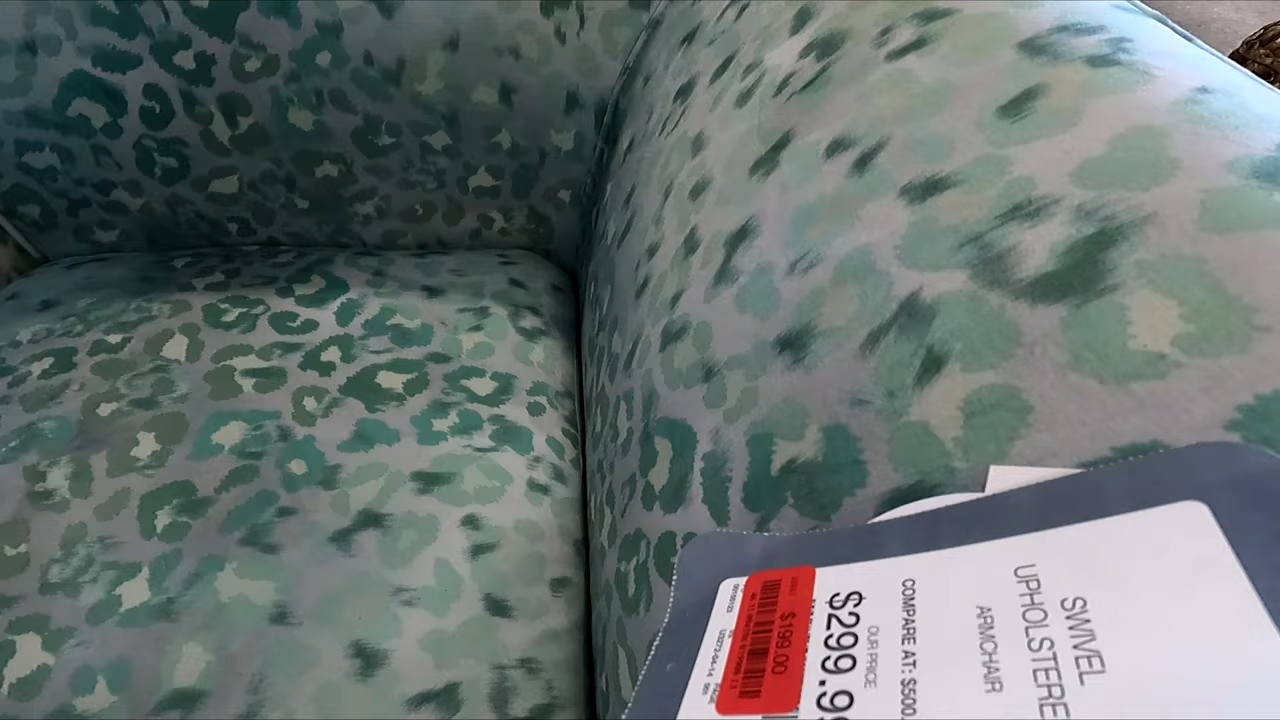 SWIVEL
UPHOLSTERE
ARMCHAIR
COMPARE AT: $500.
OUR PRICE
$299.9
$199.00